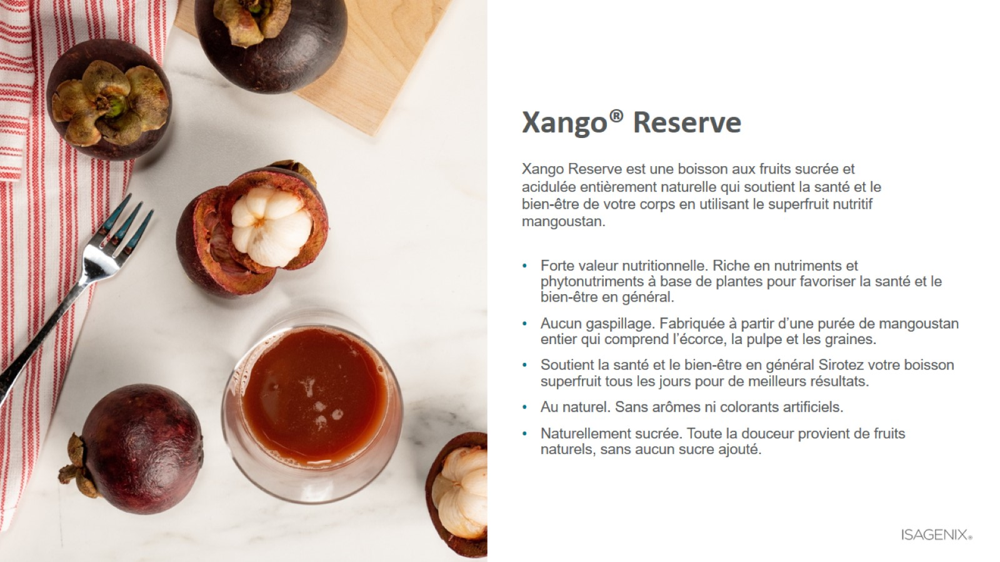 Xango® Reserve
Xango Reserve est une boisson aux fruits sucrée et
acidulée entièrement naturelle qui soutient la santé et le
bien-être de votre corps en utilisant le superfruit nutritif
mangoustan.
• Forte valeur nutritionnelle. Riche en nutriments et
phytonutriments à base de plantes pour favoriser la santé et le
bien-être en général.
• Aucun gaspillage. Fabriquée à partir d’une purée de mangoustan
entier qui comprend l’écorce, la pulpe et les graines.
• Soutient la santé et le bien-être en général Sirotez votre boisson
superfruit tous les jours pour de meilleurs résultats.
• Au naturel. Sans arômes ni colorants artificiels.
• Naturellement sucrée. Toute la douceur provient de fruits
naturels, sans aucun sucre ajouté.
ISAGENIX®